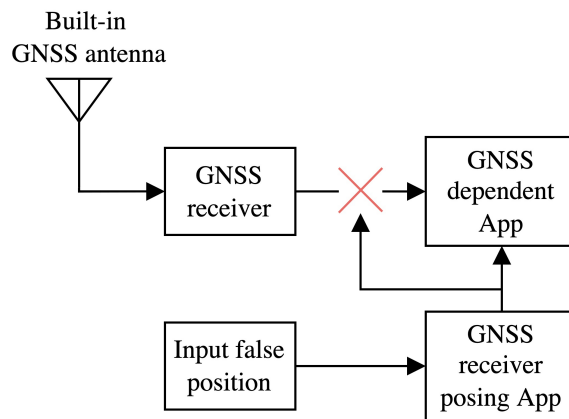 Built-in
GNSS antenna
GNSS
receiver
GNSS
dependent
App
Input false
position
GNSS
receiver
posing App